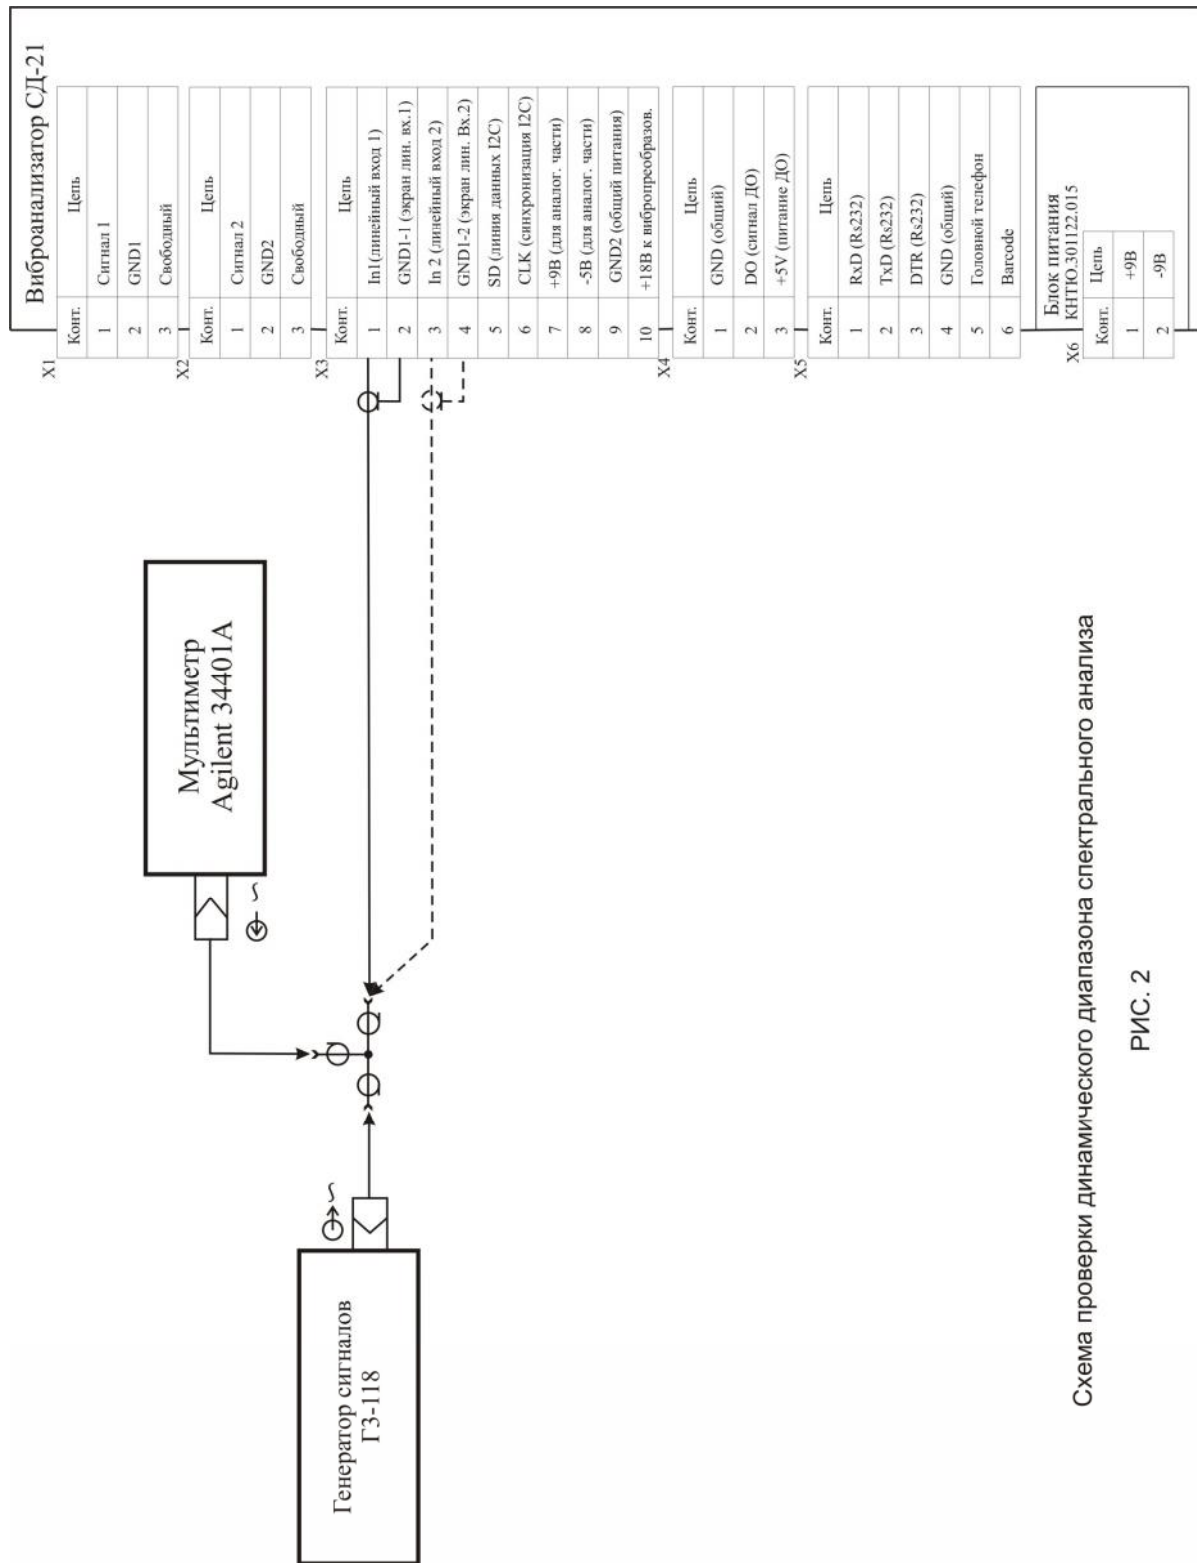 Виброанализатор СД-21
X1
Конт. Цепь
1 Сигнал 1
2 GND1
3 Свободный
X2
Конт. Цепь
1 Сигнал 2
2 GND2
3 Свободный
X3
Конт. Цепь
1 In1(линейный вход 1)
2 GND1-1 (экран лин. вх.1)
3 In 2 (линейный вход 2)
4 GND1-2 (экран лин. Вх.2)
5 SD (линия данных I2C)
6 CLK (синхронизация I2C)
7 +9В (для аналог. части)
8 -5В (для аналог. части)
9 GND2 (общий питания)
10 +18В к вибропреобразов.
X4
Конт. Цепь
1 GND (общий)
2 DO (сигнал ДО)
3 +5V (питание ДО)
X5
Конт. Цепь
1 RxD (Rs232)
2 TxD (Rs232)
3 DTR (Rs232)
4 GND (общий)
5 Головной телефон
6 Barcode
Блок питания
КНТЮ.301122.015
X6
Конт. Цепь
1 +9В
2 -9В
Мультиметр
Agilent 34401A
Генератор сигналов
Г3-118
Схема проверки динамического диапазона спектрального анализа
РИС. 2